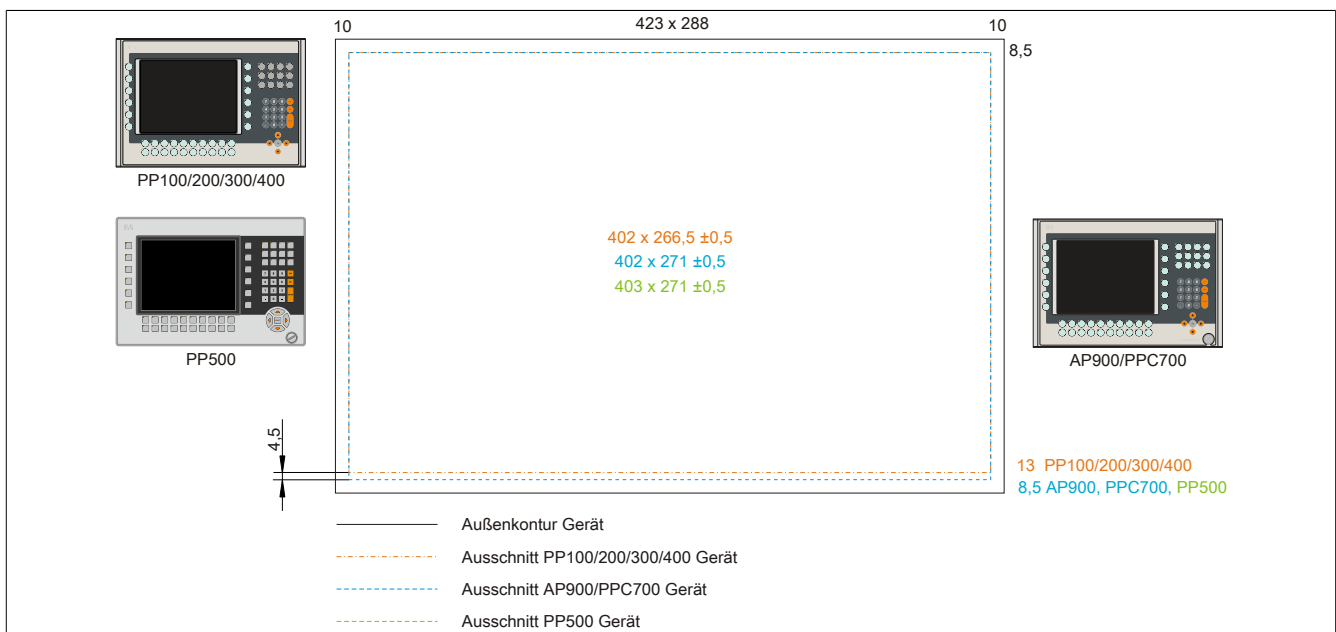 10
423 x 288
10
8,5
PP100/200/300/400
402 x 266,5 ±0,5
402 x 271 ±0,5
403 x 271 ±0,5
PP500
AP900/PPC700
4,5
13 PP100/200/300/400
8,5 AP900, PPC700, PP500
Außenkontur Gerät
Ausschnitt PP100/200/300/400 Gerät
Ausschnitt AP900/PPC700 Gerät
Ausschnitt PP500 Gerät